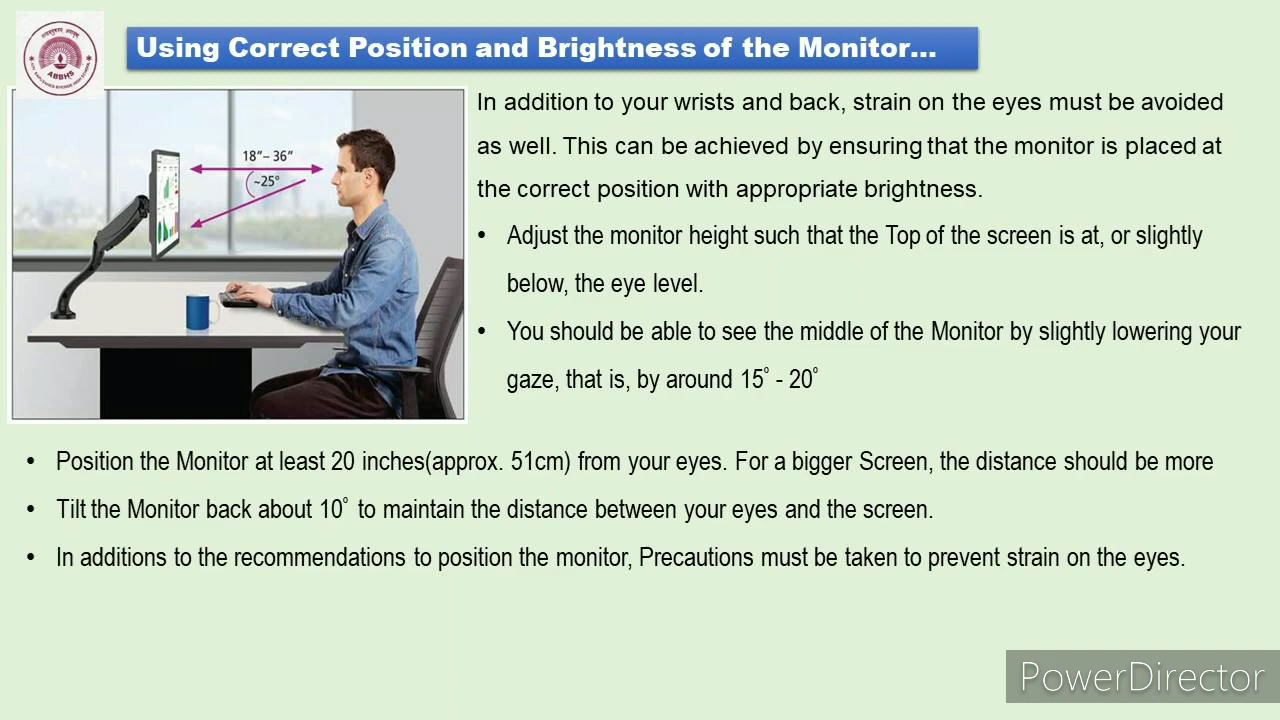 ABBHS
Using Correct Position and Brightness of the Monitor...
18”– 36”
~25°
In addition to your wrists and back, strain on the eyes must be avoided
as well. This can be achieved by ensuring that the monitor is placed at
the correct position with appropriate brightness.
• Adjust the monitor height such that the Top of the screen is at, or slightly
below, the eye level.
• You should be able to see the middle of the Monitor by slightly lowering your
gaze, that is, by around 15° - 20°
• Position the Monitor at least 20 inches(approx. 51cm) from your eyes. For a bigger Screen, the distance should be more
• Tilt the Monitor back about 10° to maintain the distance between your eyes and the screen.
• In additions to the recommendations to position the monitor, Precautions must be taken to prevent strain on the eyes.
PowerDirector